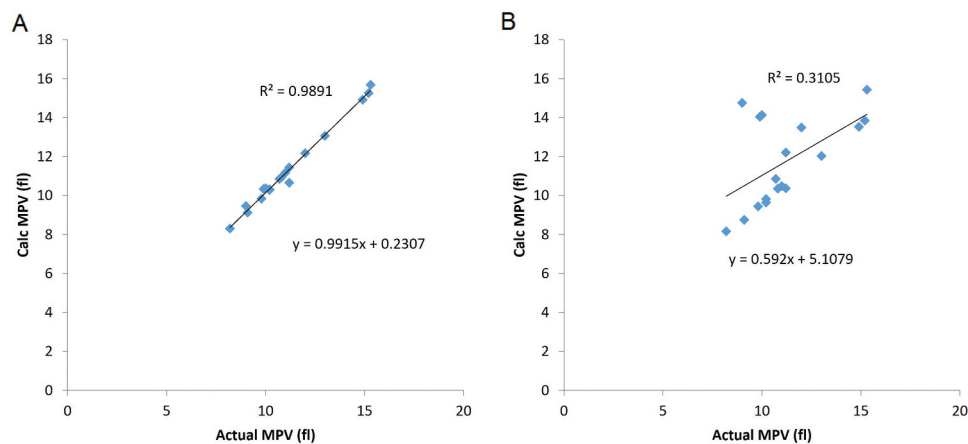 A
18
16
14
12
10
8
6
4
2
0
Calc MPV (fl)
R² = 0.9891
y = 0.9915x + 0.2307
0 5 10 15 20
Actual MPV (fl)
B
18
16
14
12
10
8
6
4
2
0
Calc MPV (fl)
R² = 0.3105
y = 0.592x + 5.1079
0 5 10 15 20
Actual MPV (fl)